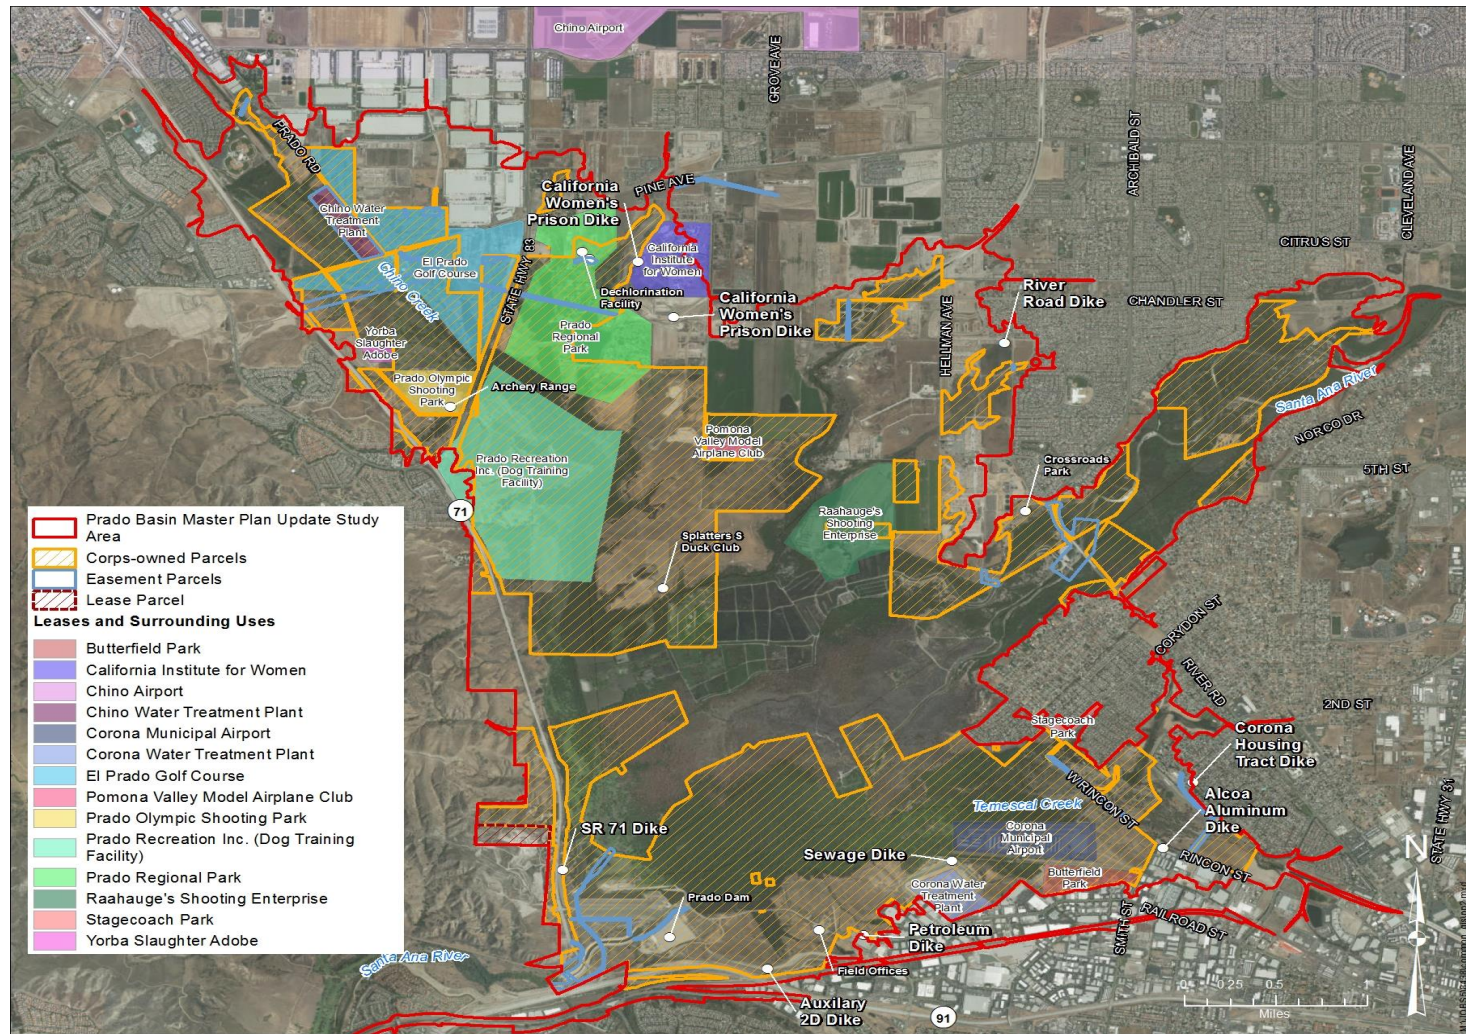 Chino Airport
GROVE AVE
ARCHIBALD ST
CLEVELAND AVE
PRADO RD
PINE AVE
California
Women's
Prison Dike
Chino Water
Treatment
Plant
California
Institute
for Women
CITRUS ST
El Prado
Golf Course
STATE HWY 83
Chino Creek
Dechlorination
Facility
California
Women's
Prison Dike
River
Road Dike
CHANDLER ST
HELLMAN AVE
Yorba
Slaughter
Adobe
Prado
Regional
Park
Prado Olympic
Shooting
Park
Archery Range
Santa Ana River
NORCO DR
Pomona
Valley Model
Airplane Club
Prado Recreation
Inc. (Dog Training
Facility)
Crossroads
Park
5TH ST
71
Raahauge's
Shooting
Enterprise
Splatters S
Duck Club
Prado Basin Master Plan Update Study
Area
Corps-owned Parcels
Easement Parcels
Lease Parcel
Leases and Surrounding Uses
Butterfield Park
California Institute for Women
Chino Airport
Chino Water Treatment Plant
Corona Municipal Airport
Corona Water Treatment Plant
El Prado Golf Course
Pomona Valley Model Airplane Club
Prado Olympic Shooting Park
Prado Recreation Inc. (Dog Training
Facility)
Prado Regional Park
Raahauge's Shooting Enterprise
Stagecoach Park
Yorba Slaughter Adobe
CORYDON ST
RIVER RD
2ND ST
Stagecoach
Park
Corona
Housing
Tract Dike
W RINCON ST
Alcoa
Aluminum
Dike
Temescal Creek
STATE HWY 31
SR 71 Dike
Corona
Municipal
Airport
Sewage Dike
RINCON ST
N
Butterfield
Park
Corona Water
Treatment
Plant
Prado Dam
SMITH ST
RAILROAD ST
Petroleum
Dike
Santa Ana River
Field Offices
Auxilary
2D Dike
91
0 0.25 0.5 1
Miles